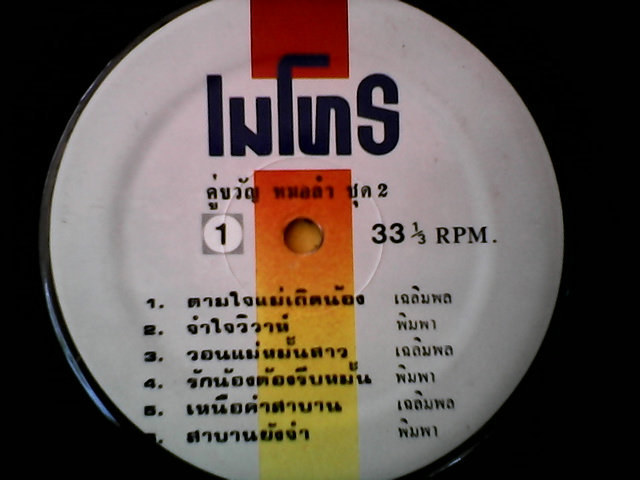 เมโทร
คู่ขวัญ หมอลำ ชุด 2
1 33 1/3 RPM.
1. ตามใจแม่เถิดน้อง เฉลิมพล
2. จำใจวิวาห์ พิมพา
3. วอนแม่หมั้นสาว เฉลิมพล
4. รักน้องต้องรีบหมั้น พิมพา
5. เหนือคำสาบาน เฉลิมพล
สาบานยังจำ พิมพา